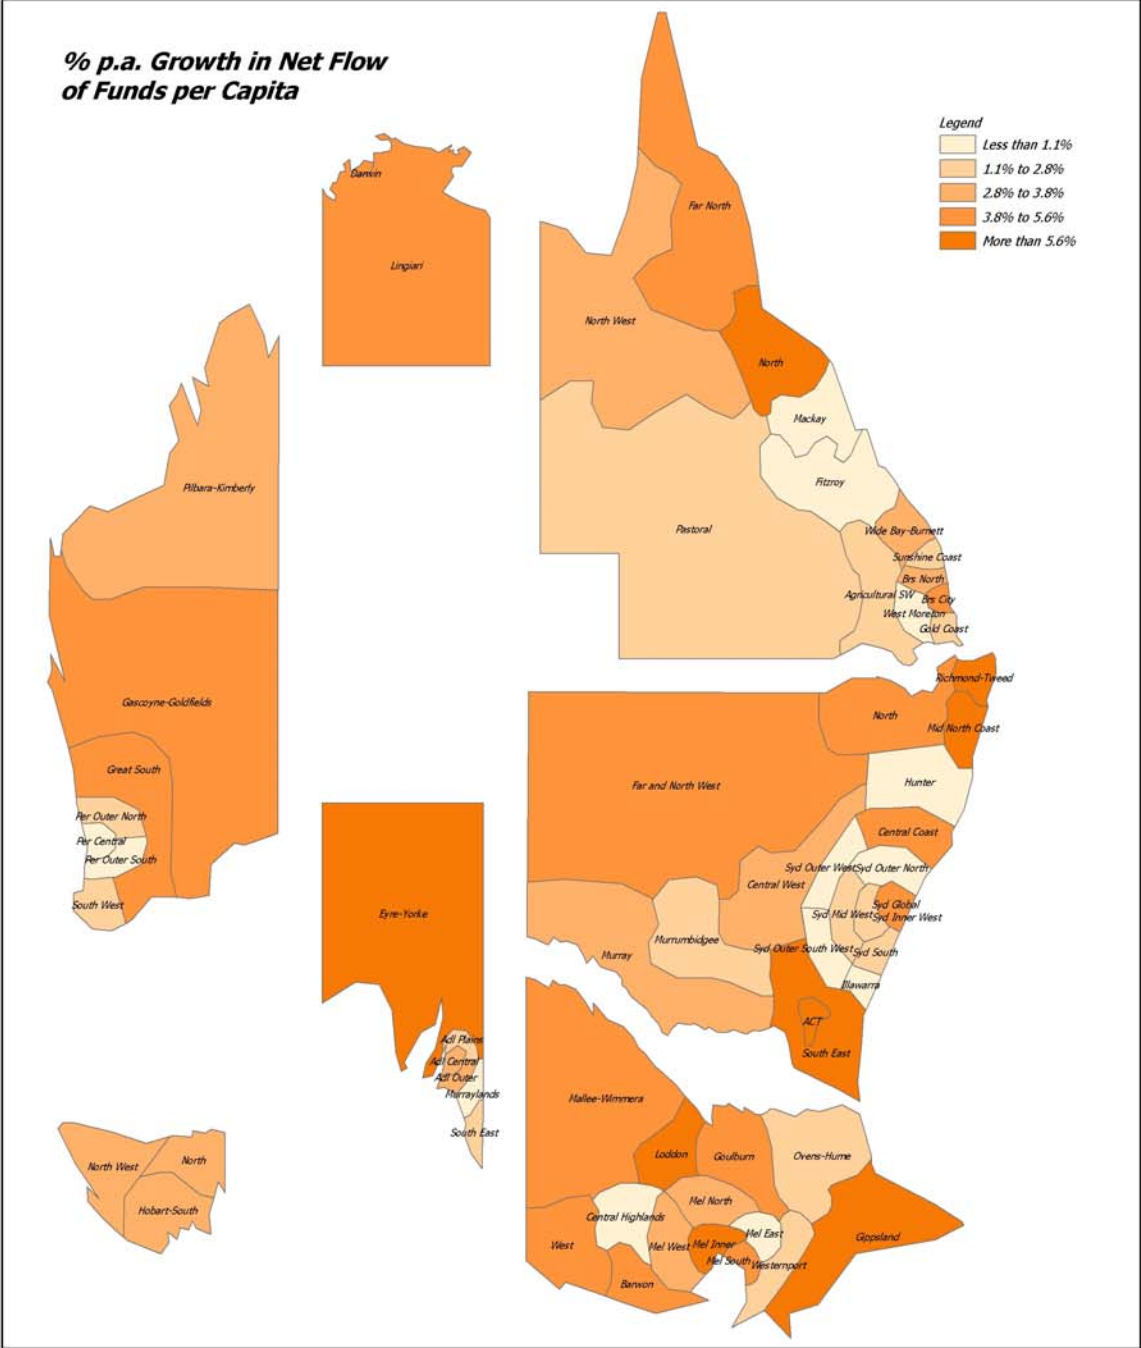 % p.a. Growth in Net Flow
of Funds per Capita
Legend
Less than 1.1%
1.1% to 2.8%
2.8% to 3.8%
3.8% to 5.6%
More than 5.6%
Darwin
Lingiari
Far North
North West
North
Mackay
Fitzroy
Pastoral
Wide Bay-Burnett
Sunshine Coast
Brs North
Agricultural SW
Brs City
West Moreton
Gold Coast
Pilbara-Kimberly
Gascoyne-Goldfields
Great South
Per Outer North
Per Central
Per Outer South
South West
Richmond-Tweed
North
Mid North Coast
Far and North West
Hunter
Central Coast
Syd Outer West
Syd Outer North
Central West
Syd Global
Syd Mid West
Syd Inner West
Murrumbidgee
Syd Outer South West
Syd South
Murray
Illawarra
ACT
South East
Eyre-Yorke
Adl Plains
Adl Central
Adl Outer
Murraylands
South East
Mallee-Wimmera
Loddon
Goulburn
Ovens-Hume
Mel North
Central Highlands
Mel East
West
Mel West
Mel Inner
Gippsland
Mel South
Westernport
Barwon
North West
North
Hobart-South